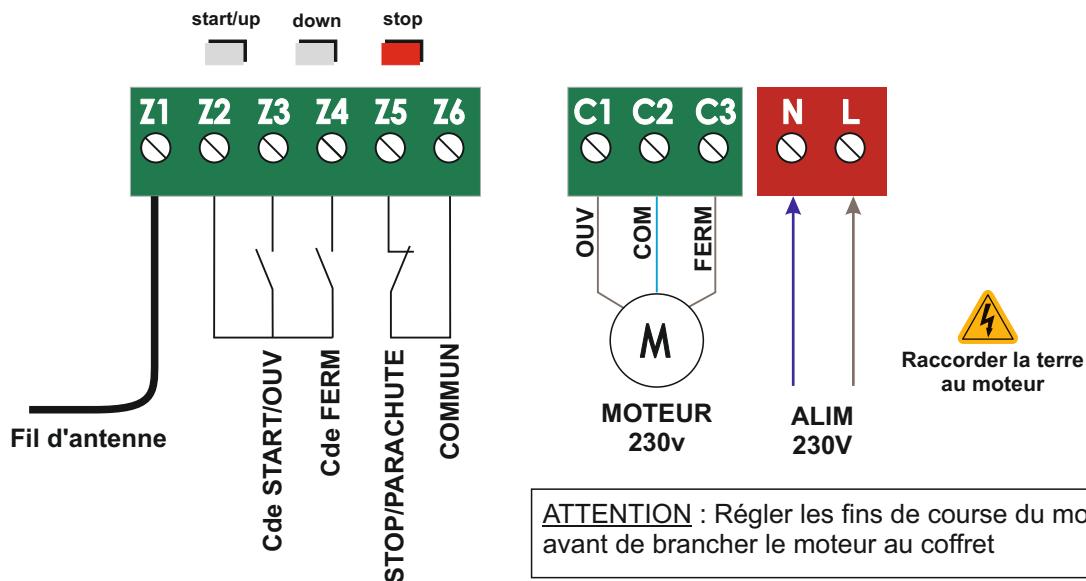 start/up down stop
Z1 Z2 Z3 Z4 Z5 Z6
C1 C2 C3
N L
OUV
COM
FERM
M
Fil d'antenne
Cde START/OUV
Cde FERM
STOP/PARACHUTE
COMMUN
MOTEUR
230v
ALIM
230V
Raccorder la terre
au moteur
ATTENTION : Régler les fins de course du mo
avant de brancher le moteur au coffret